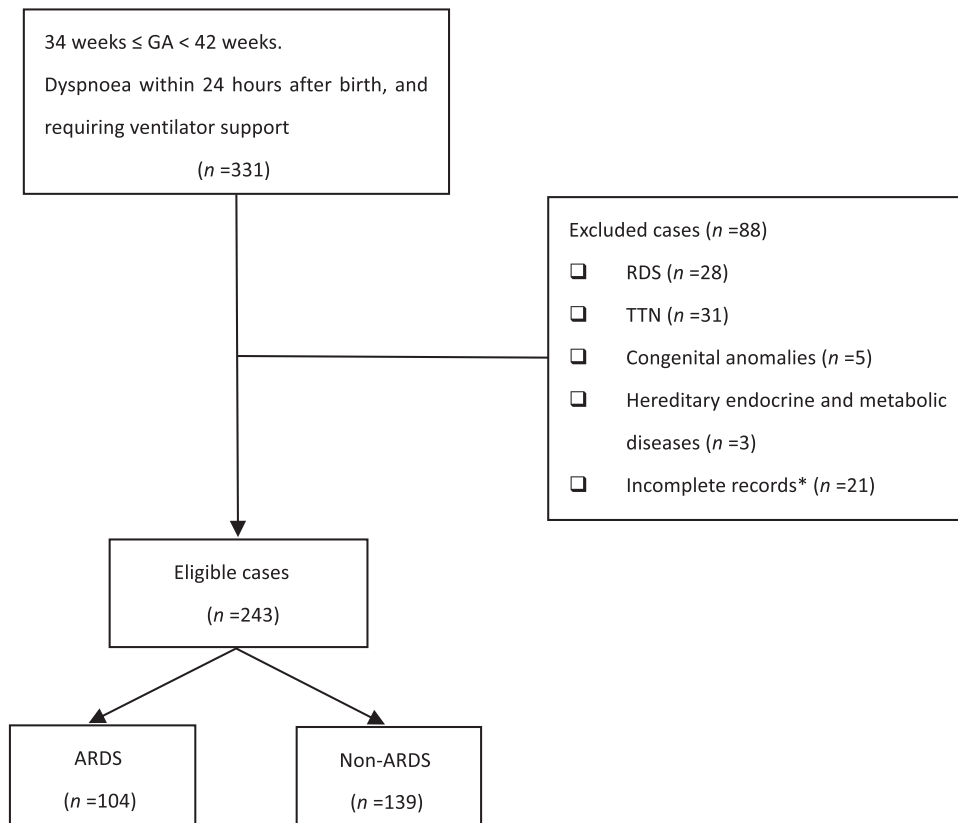 34 weeks ≤ GA < 42 weeks.
Dyspnoea within 24 hours after birth, and
requiring ventilator support
(n =331)
Excluded cases (n =88)
❑ RDS (n =28)
❑ TTN (n =31)
❑ Congenital anomalies (n =5)
❑ Hereditary endocrine and metabolic
diseases (n =3)
❑ Incomplete records* (n =21)
Eligible cases
(n =243)
ARDS
(n =104)
Non-ARDS
(n =139)